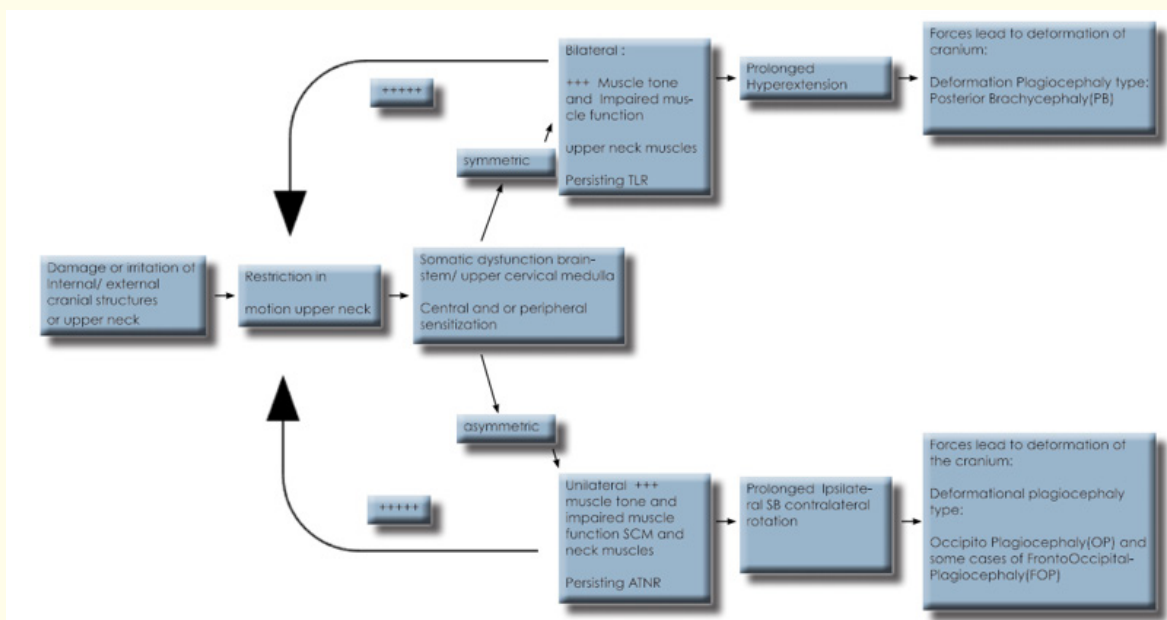 Damage or irritation of
Internal/ external
cranial structures
or upper neck
Restriction in
motion upper neck
Somatic dysfunction brain-
stem/ upper cervical medulla
Central and or peripheral
sensitization
symmetric
+++++
Bilateral :
+++ Muscle tone
and Impaired mus-
cle function
upper neck muscles
Persisting TLR
Prolonged
Hyperextension
Forces lead to deformation of
cranium:
Deformation Plagiocephaly type:
Posterior Brachycephaly(PB)
asymmetric
+++++
Unilateral +++
muscle tone and
impaired muscle
function SCM and
neck muscles
Persisting ATNR
Prolonged Ipsilate-
ral SB contralateral
rotation
Forces lead to deformation of
the cranium:
Deformational plagiocephaly
type:
Occipito Plagiocephaly(OP) and
some cases of FrontoOccipital-
Plagiocephaly(FOP)